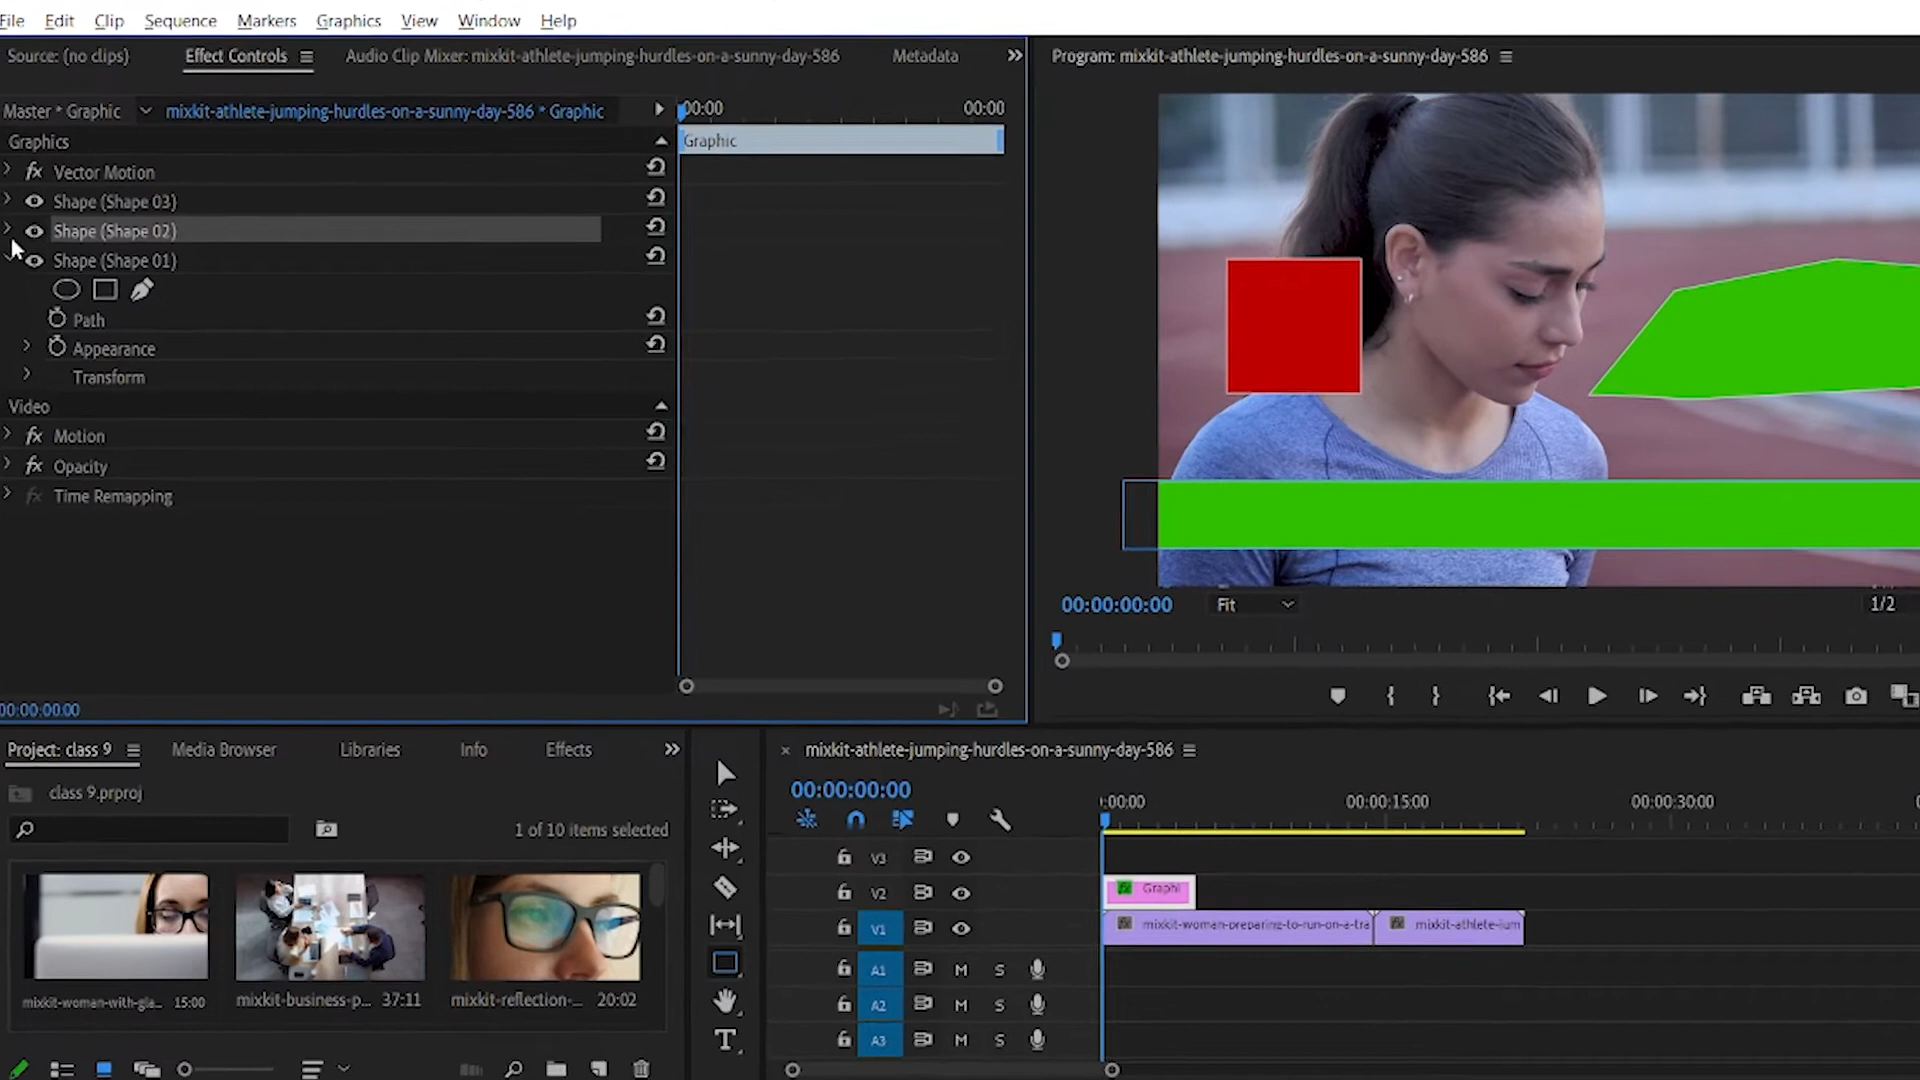 File Edit Clip Sequence Markers Graphics View Window Help
Source: (no clips) Effect Controls Audio Clip Mixer: mixkit-athlete-jumping-hurdles-on-a-sunny-day-586 Metadata
Program: mixkit-athlete-jumping-hurdles-on-a-sunny-day-586
Master * Graphic mixkit-athlete-jumping-hurdles-on-a-sunny-day-586 * Graphic
00:00 00:00
Graphics
Graphic
fx Vector Motion
Shape (Shape 03)
Shape (Shape 02)
Shape (Shape 01)
Path
Appearance
Transform
Video
fx Motion
fx Opacity
fx Time Remapping
00:00:00:00
00:00:00:00 Fit 1/2
Project: class 9 Media Browser Libraries Info Effects
class 9.prproj
1 of 10 items selected
mixkit-woman-with-gla... 15:00
mixkit-business-p... 37:11
mixkit-reflection-... 20:02
mixkit-athlete-jumping-hurdles-on-a-sunny-day-586
00:00:00:00
:00:00 00:00:15:00 00:00:30:00
V3
V2 fx Graphi
V1 fx mixkit-woman-preparing-to-run-on-a-tra fx mixkit-athlete-jum
A1 M S
A2 M S
A3 M S
T